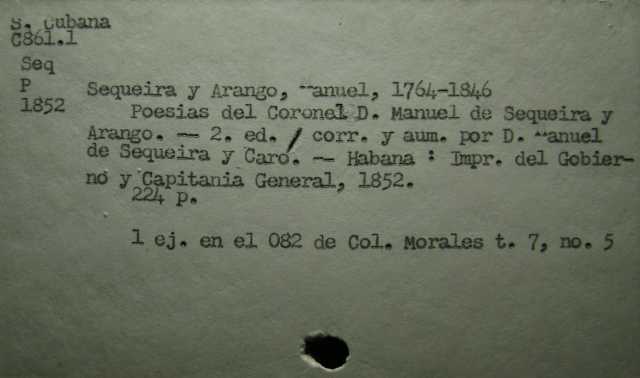 S. Cubana
C861.1
Seq
P
1852
Sequeira y Arango, Manuel, 1764-1846
Poesias del Coronel D. Manuel de Sequeira y
Arango. — 2. ed. / corr. y aum. por D. Manuel
de Sequeira y Caro. — Habana : Impr. del Gobier-
no y Capitania General, 1852.
224 p.
1 ej. en el 082 de Col. Morales t. 7, no. 5